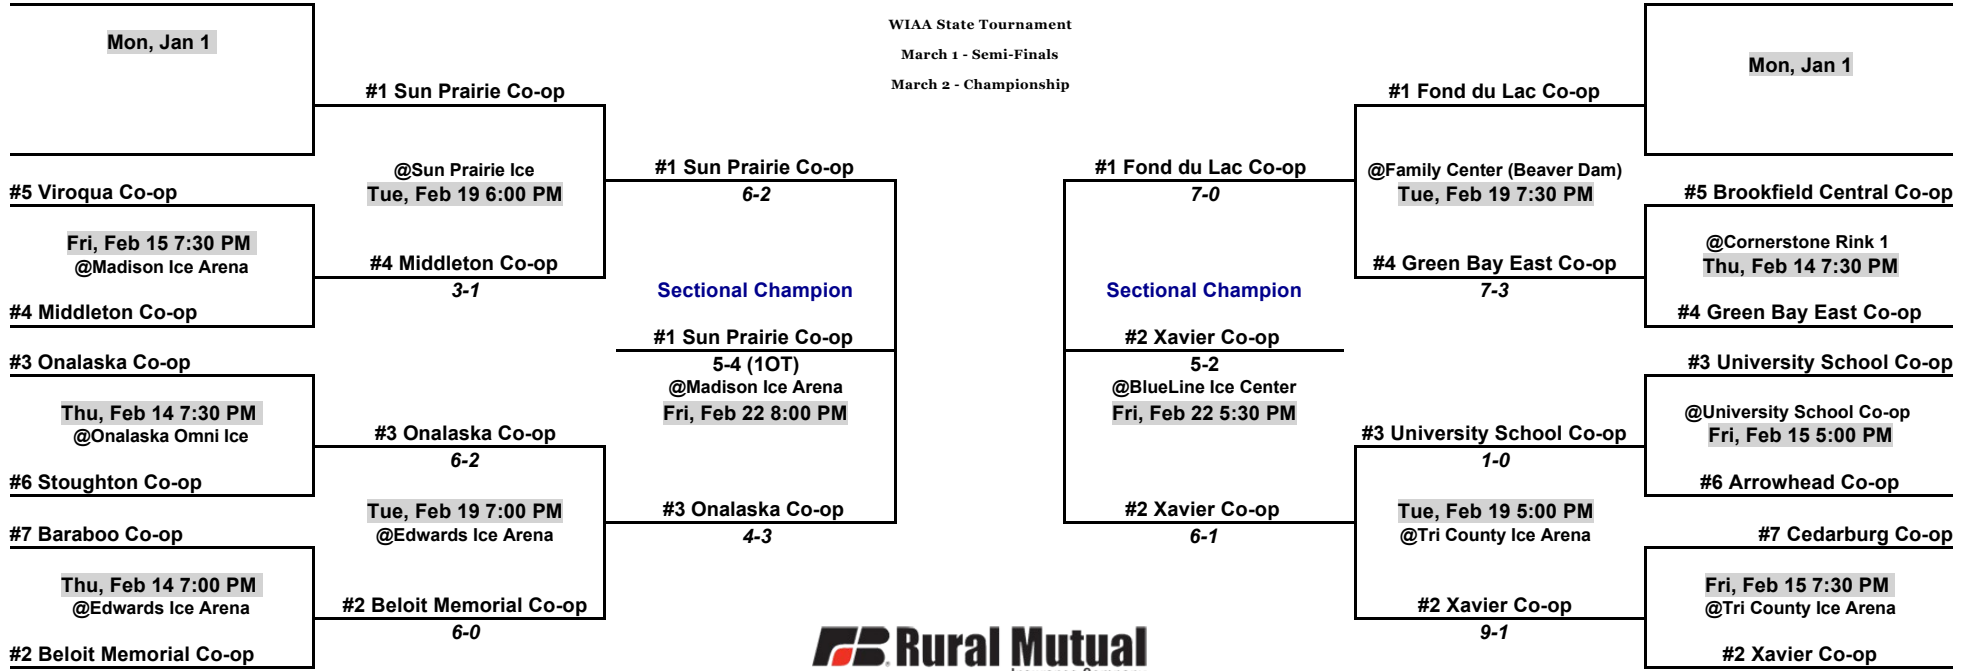 WIAA State Tournament
March 1 - Semi-Finals
March 2 - Championship
Mon, Jan 1
#5 Viroqua Co-op
Fri, Feb 15 7:30 PM
@Madison Ice Arena
#4 Middleton Co-op
#3 Onalaska Co-op
Thu, Feb 14 7:30 PM
@Onalaska Omni Ice
#6 Stoughton Co-op
#7 Baraboo Co-op
Thu, Feb 14 7:00 PM
@Edwards Ice Arena
#2 Beloit Memorial Co-op
#1 Sun Prairie Co-op
@Sun Prairie Ice
Tue, Feb 19 6:00 PM
#4 Middleton Co-op
3-1
#3 Onalaska Co-op
6-2
Tue, Feb 19 7:00 PM
@Edwards Ice Arena
#2 Beloit Memorial Co-op
6-0
#1 Sun Prairie Co-op
6-2
Sectional Champion
#1 Sun Prairie Co-op
5-4 (1OT)
@Madison Ice Arena
Fri, Feb 22 8:00 PM
#3 Onalaska Co-op
4-3
#1 Fond du Lac Co-op
7-0
Sectional Champion
#2 Xavier Co-op
5-2
@BlueLine Ice Center
Fri, Feb 22 5:30 PM
#2 Xavier Co-op
6-1
#1 Fond du Lac Co-op
@Family Center (Beaver Dam)
Tue, Feb 19 7:30 PM
#4 Green Bay East Co-op
7-3
#3 University School Co-op
1-0
Tue, Feb 19 5:00 PM
@Tri County Ice Arena
#2 Xavier Co-op
9-1
Mon, Jan 1
#5 Brookfield Central Co-op
@Cornerstone Rink 1
Thu, Feb 14 7:30 PM
#4 Green Bay East Co-op
#3 University School Co-op
@University School Co-op
Fri, Feb 15 5:00 PM
#6 Arrowhead Co-op
#7 Cedarburg Co-op
Fri, Feb 15 7:30 PM
@Tri County Ice Arena
#2 Xavier Co-op
Rural Mutual